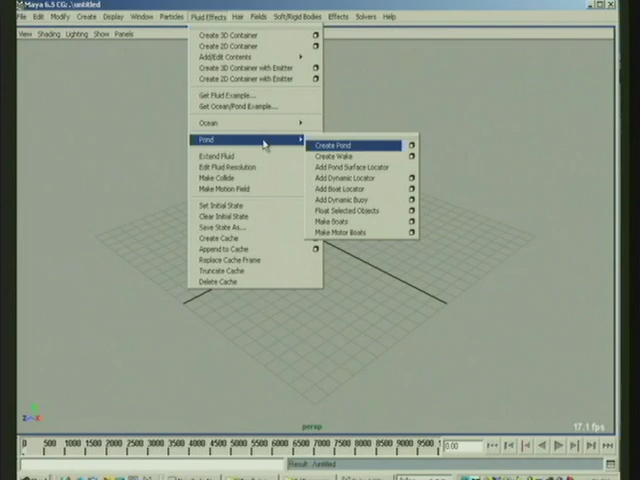 Maya 6.5 CG: .\untitled
File Edit Modify Create Display Window Particles Fluid Effects Hair Fields Soft/Rigid Bodies Effects Solvers Help
View Shading Lighting Show Panels
Create 3D Container
Create 2D Container
Add/Edit Contents
Create 3D Container with Emitter
Create 2D Container with Emitter
Get Fluid Example...
Get Ocean/Pond Example...
Ocean
Pond
Extend Fluid
Edit Fluid Resolution
Make Collide
Make Motion Field
Set Initial State
Clear Initial State
Save State As...
Create Cache
Append to Cache
Replace Cache Frame
Truncate Cache
Delete Cache
Create Pond
Create Wake
Add Pond Surface Locator
Add Dynamic Locator
Add Boat Locator
Add Dynamic Buoy
Float Selected Objects
Make Boats
Make Motor Boats
Z X
persp
17.1 fps
0 500 1000 1500 2000 2500 3000 3500 4000 4500 5000 5500 6000 6500 7000 7500 8000 8500 9000 9500
0.00
Result: ./untitled